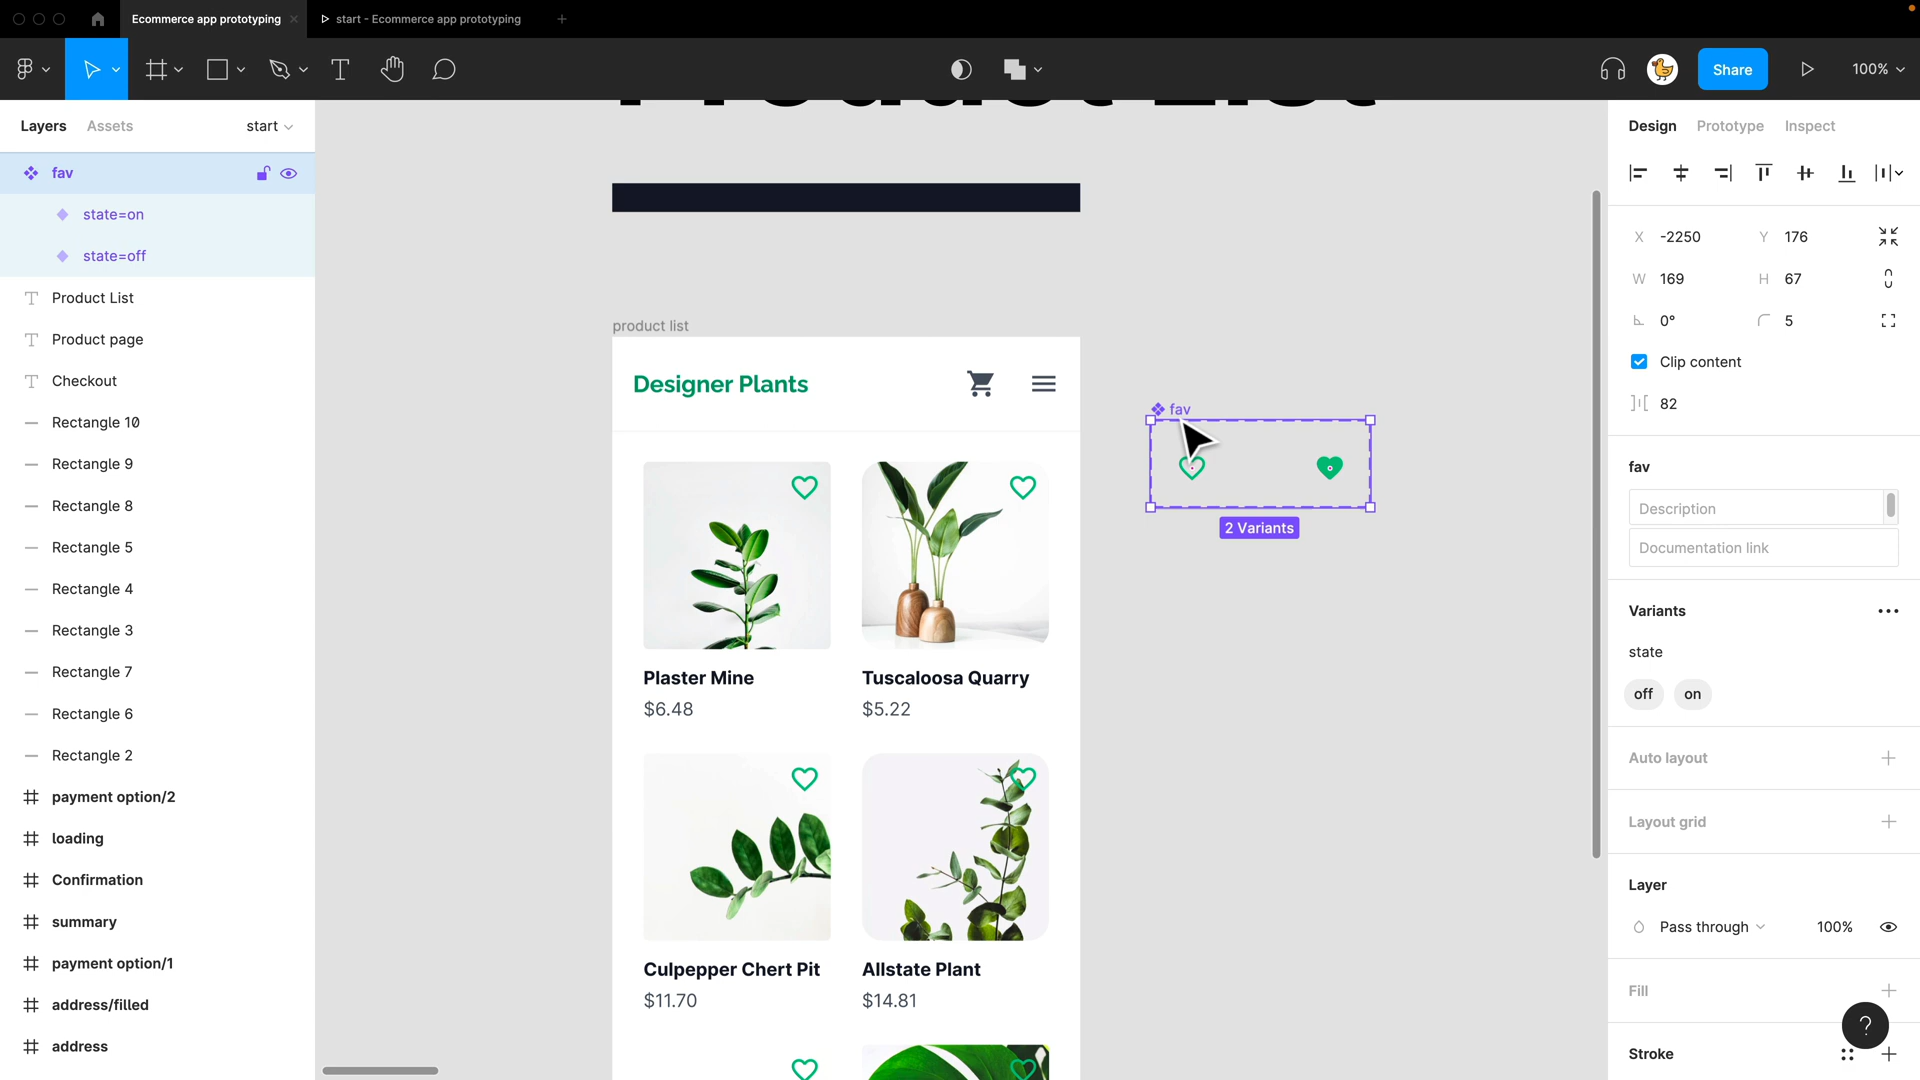 Ecommerce app prototyping
start - Ecommerce app prototyping
Share
100%
Layers
Assets
start
Product List
Design
Prototype
Inspect
fav
state=on
state=off
Product List
Product page
Checkout
Rectangle 10
Rectangle 9
Rectangle 8
Rectangle 5
Rectangle 4
Rectangle 3
Rectangle 7
Rectangle 6
Rectangle 2
payment option/2
loading
Confirmation
summary
payment option/1
address/filled
address
product list
Designer Plants
Plaster Mine
$6.48
Tuscaloosa Quarry
$5.22
Culpepper Chert Pit
$11.70
Allstate Plant
$14.81
fav
2 Variants
X -2250
Y 176
W 169
H 67
0°
5
Clip content
82
fav
Description
Documentation link
Variants
state
off
on
Auto layout
Layout grid
Layer
Pass through
100%
Fill
?
Stroke